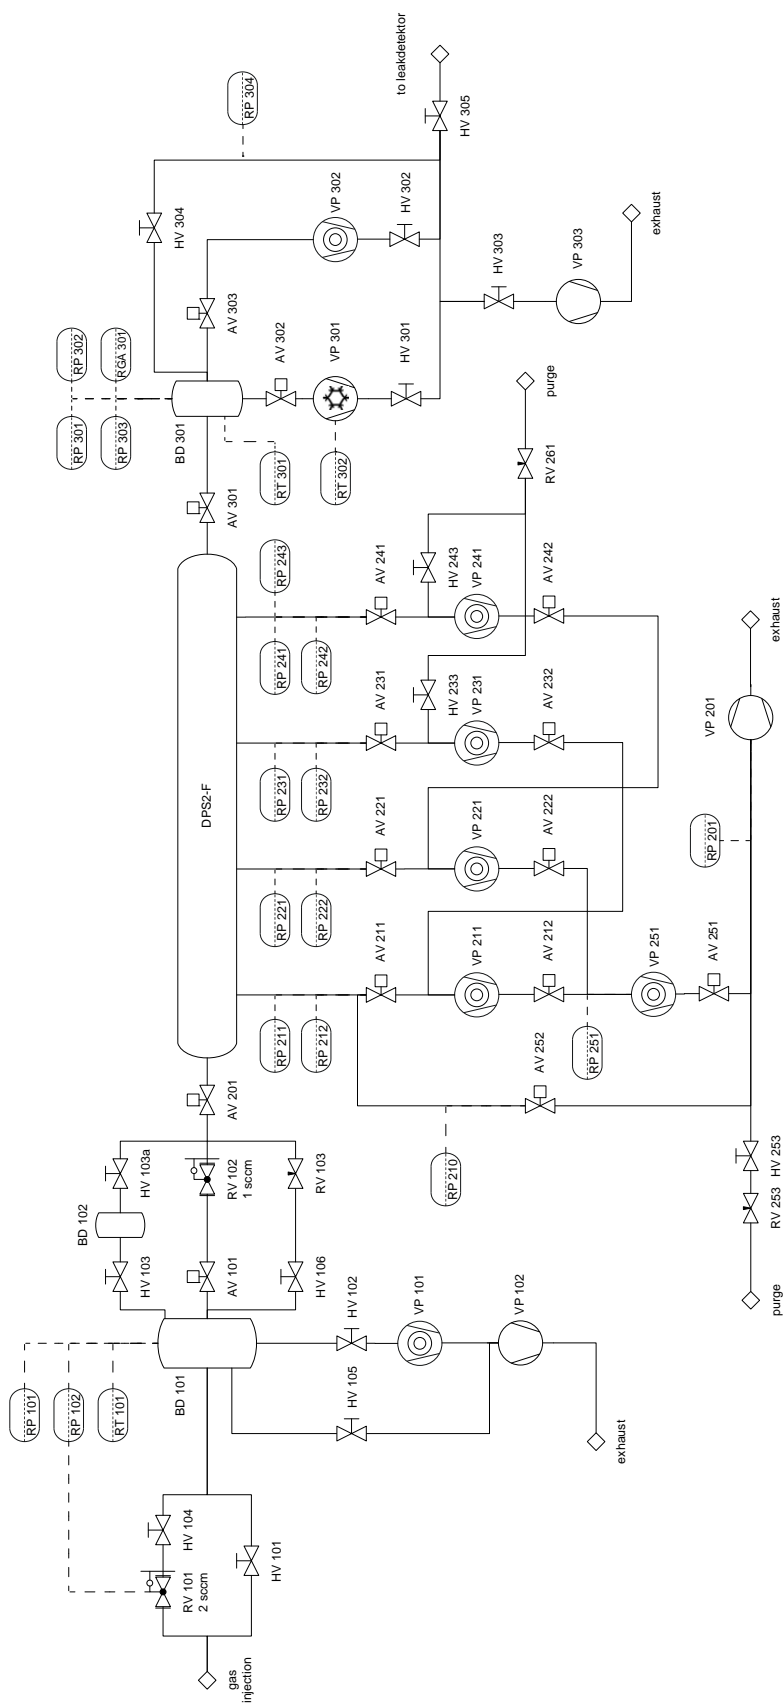 gas
injection
RV 101
2 sccm
HV 104
HV 101
RP 101
RP 102
RT 101
BD 101
HV 105
HV 102
VP 101
VP 102
exhaust
HV 103
BD 102
HV 103a
AV 101
RV 102
1 sccm
HV 106
RV 103
AV 201
DPS2-F
RP 211
RP 212
AV 211
VP 211
AV 212
RP 210
AV 252
RP 251
VP 251
AV 251
purge
RV 253
HV 253
RP 221
RP 222
AV 221
VP 221
AV 222
RP 201
VP 201
exhaust
RP 231
RP 232
AV 231
HV 233
VP 231
AV 232
RP 241
RP 243
RP 242
AV 241
HV 243
VP 241
AV 242
RV 261
purge
AV 301
BD 301
RP 301
RP 302
RP 303
RGA 301
RT 301
RT 302
AV 302
VP 301
HV 301
AV 303
HV 304
RP 304
VP 302
HV 302
HV 303
VP 303
exhaust
HV 305
to leakdetektor